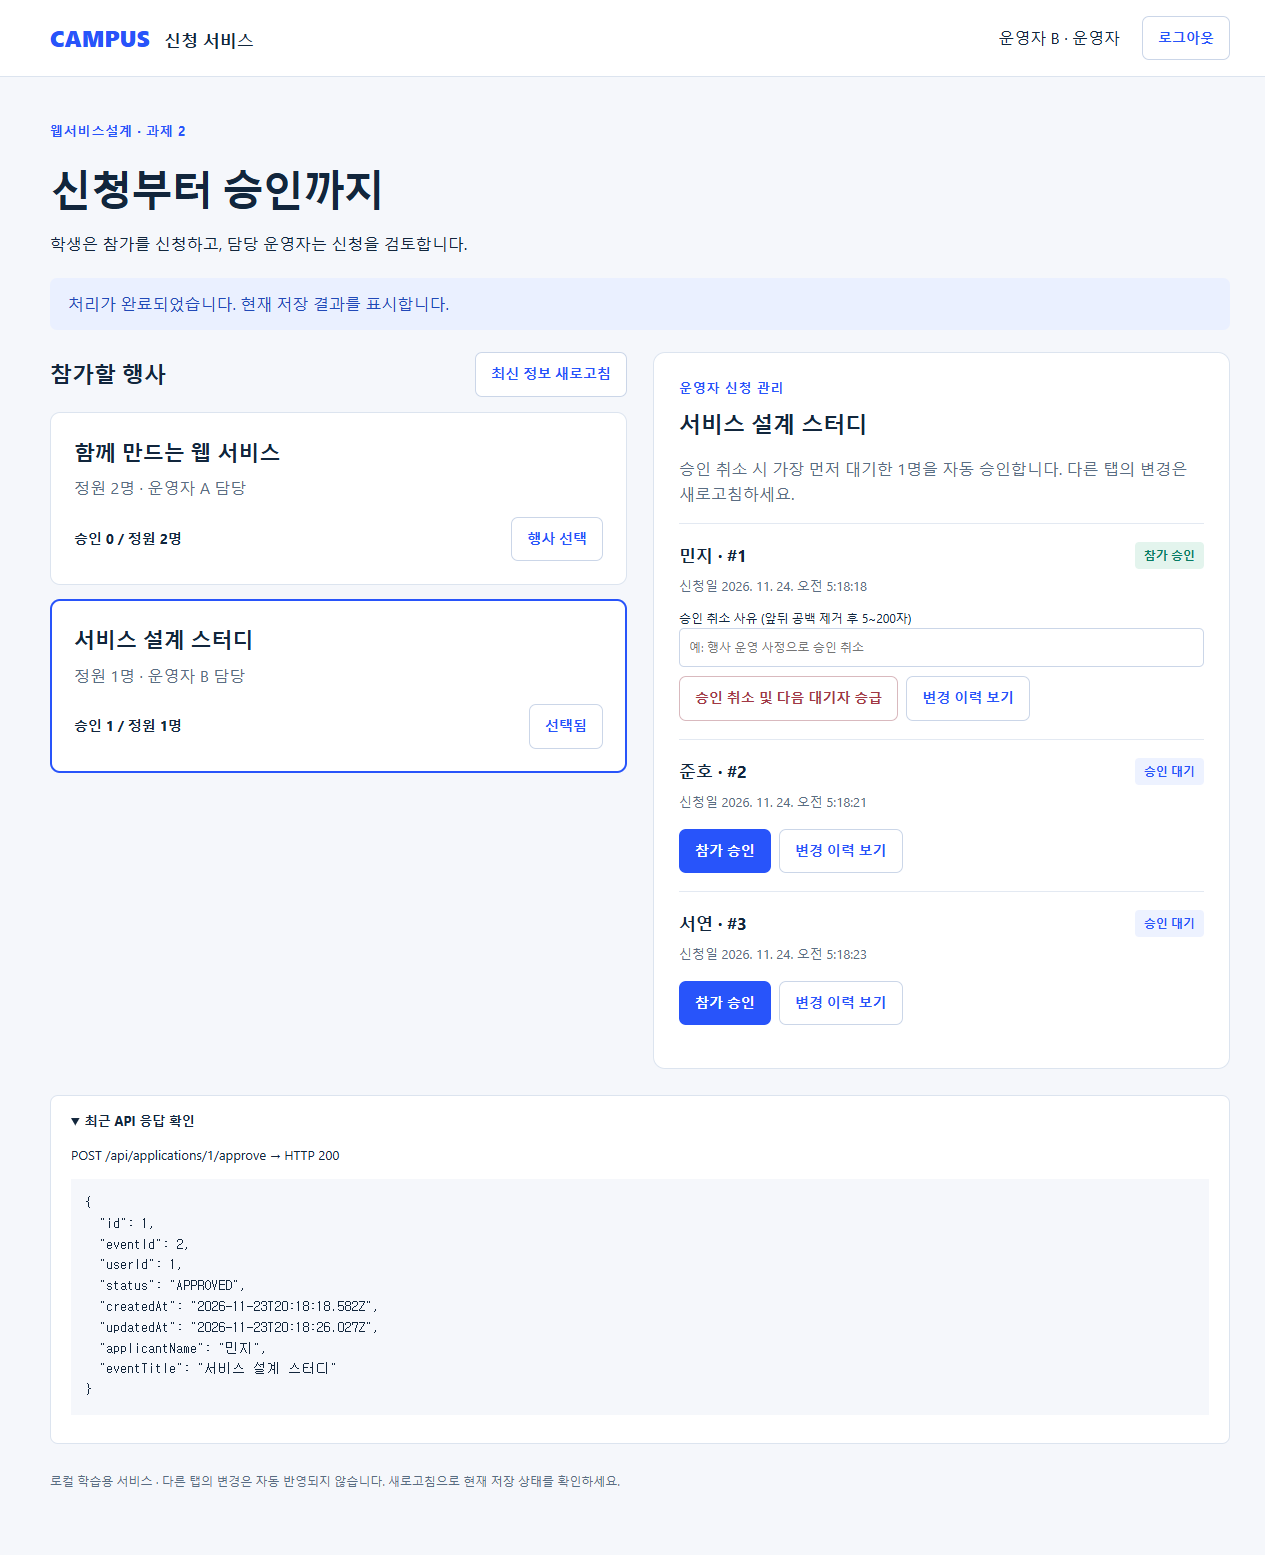 CAMPUS 신청 서비스
운영자 B · 운영자
로그아웃
웹서비스설계 · 과제 2
신청부터 승인까지
학생은 참가를 신청하고, 담당 운영자는 신청을 검토합니다.
처리가 완료되었습니다. 현재 저장 결과를 표시합니다.
참가할 행사
최신 정보 새로고침
함께 만드는 웹 서비스
정원 2명 · 운영자 A 담당
승인 0 / 정원 2명
행사 선택
서비스 설계 스터디
정원 1명 · 운영자 B 담당
승인 1 / 정원 1명
선택됨
운영자 신청 관리
서비스 설계 스터디
승인 취소 시 가장 먼저 대기한 1명을 자동 승인합니다. 다른 탭의 변경은
새로고침하세요.
민지 · #1
참가 승인
신청일 2026. 11. 24. 오전 5:18:18
승인 취소 사유 (앞뒤 공백 제거 후 5~200자)
예: 행사 운영 사정으로 승인 취소
승인 취소 및 다음 대기자 승급
변경 이력 보기
준호 · #2
승인 대기
신청일 2026. 11. 24. 오전 5:18:21
참가 승인
변경 이력 보기
서연 · #3
승인 대기
신청일 2026. 11. 24. 오전 5:18:23
참가 승인
변경 이력 보기
▼ 최근 API 응답 확인
POST /api/applications/1/approve → HTTP 200
{
"id": 1,
"eventId": 2,
"userId": 1,
"status": "APPROVED",
"createdAt": "2026-11-23T20:18:18.582Z",
"updatedAt": "2026-11-23T20:18:26.027Z",
"applicantName": "민지",
"eventTitle": "서비스 설계 스터디"
}
로컬 학습용 서비스 · 다른 탭의 변경은 자동 반영되지 않습니다. 새로고침으로 현재 저장 상태를 확인하세요.